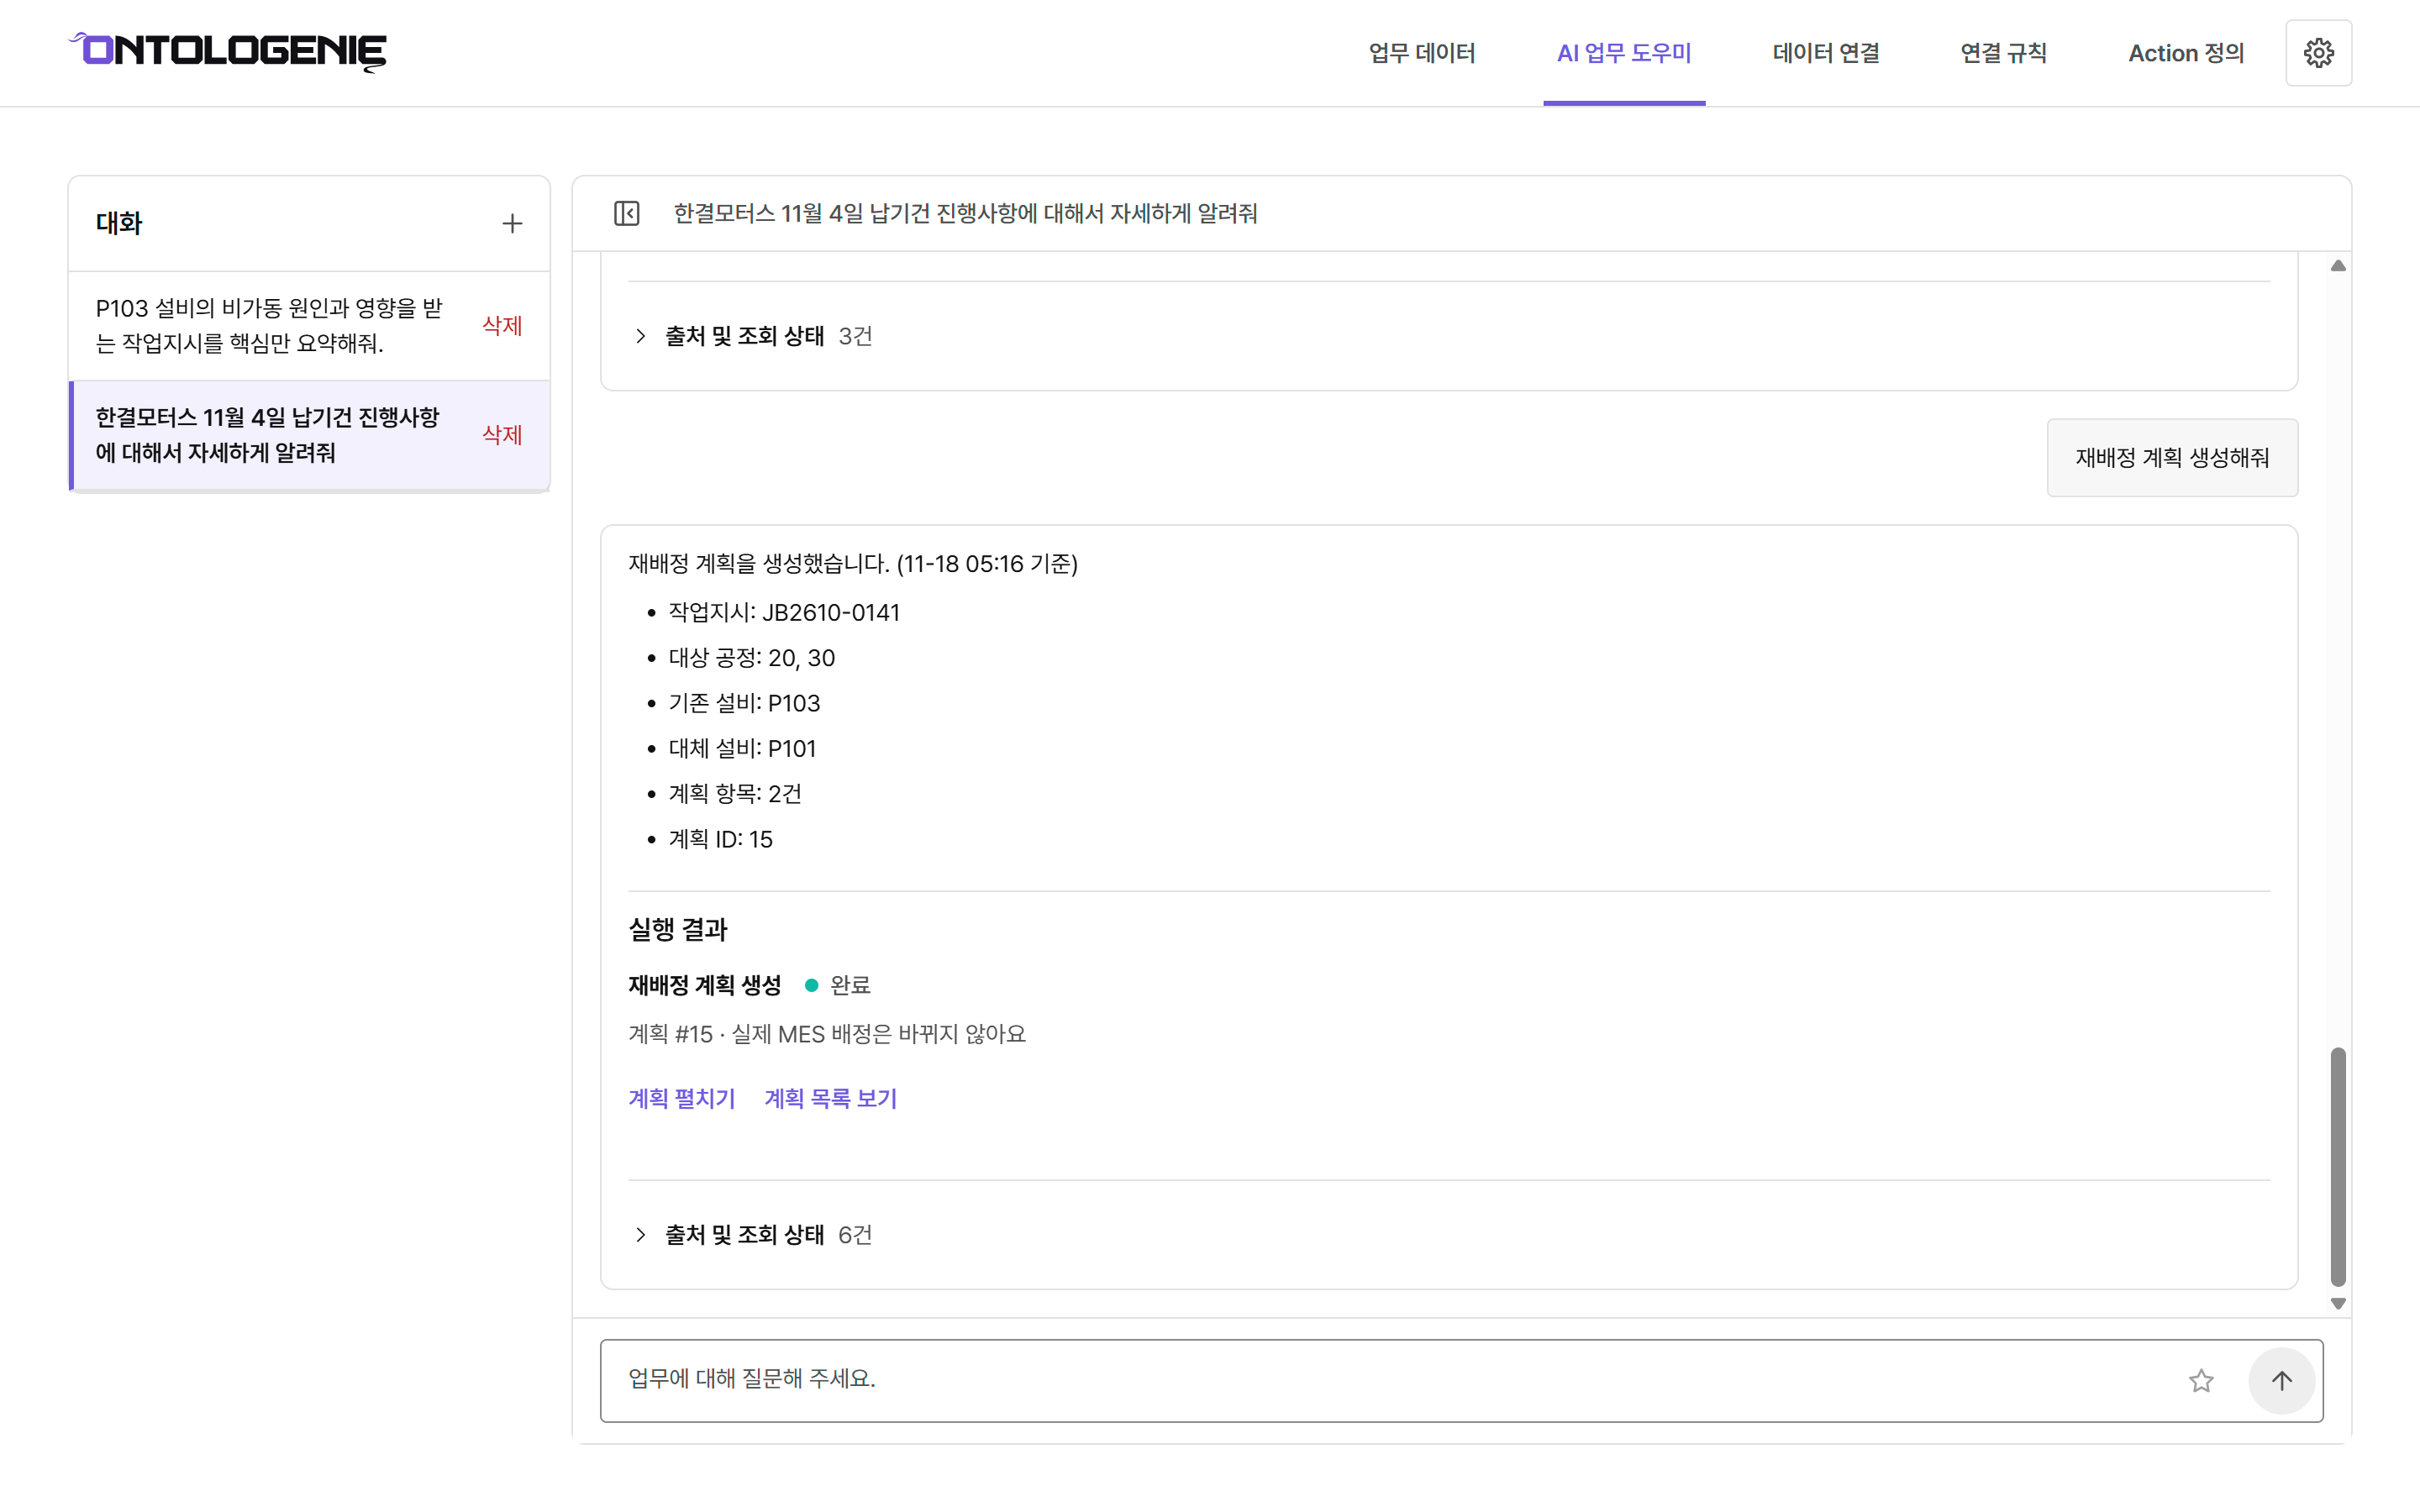 ONTOLOGENIE
업무 데이터
AI 업무 도우미
데이터 연결
연결 규칙
Action 정의
대화
P103 설비의 비가동 원인과 영향을 받
는 작업지시를 핵심만 요약해줘.
삭제
한결모터스 11월 4일 납기건 진행사항
에 대해서 자세하게 알려줘
삭제
한결모터스 11월 4일 납기건 진행사항에 대해서 자세하게 알려줘
출처 및 조회 상태 3건
재배정 계획 생성해줘
재배정 계획을 생성했습니다. (11-18 05:16 기준)
• 작업지시: JB2610-0141
• 대상 공정: 20, 30
• 기존 설비: P103
• 대체 설비: P101
• 계획 항목: 2건
• 계획 ID: 15
실행 결과
재배정 계획 생성 완료
계획 #15 · 실제 MES 배정은 바뀌지 않아요
계획 펼치기 계획 목록 보기
출처 및 조회 상태 6건
업무에 대해 질문해 주세요.